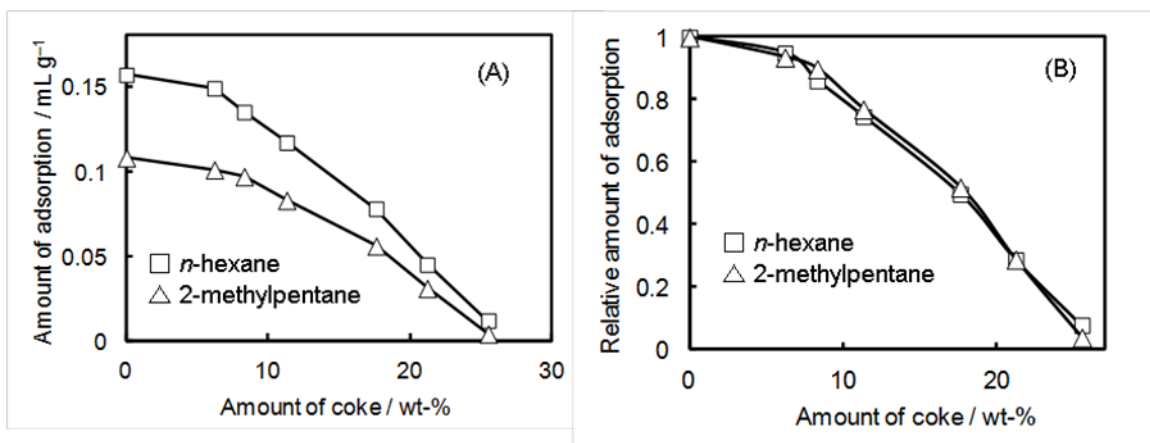 (A)
Amount of adsorption / mL g⁻¹
0.15
0.1
0.05
0
n-hexane
2-methylpentane
0 10 20 30
Amount of coke / wt-%
(B)
Relative amount of adsorption
1
0.8
0.6
0.4
0.2
0
n-hexane
2-methylpentane
0 10 20
Amount of coke / wt-%